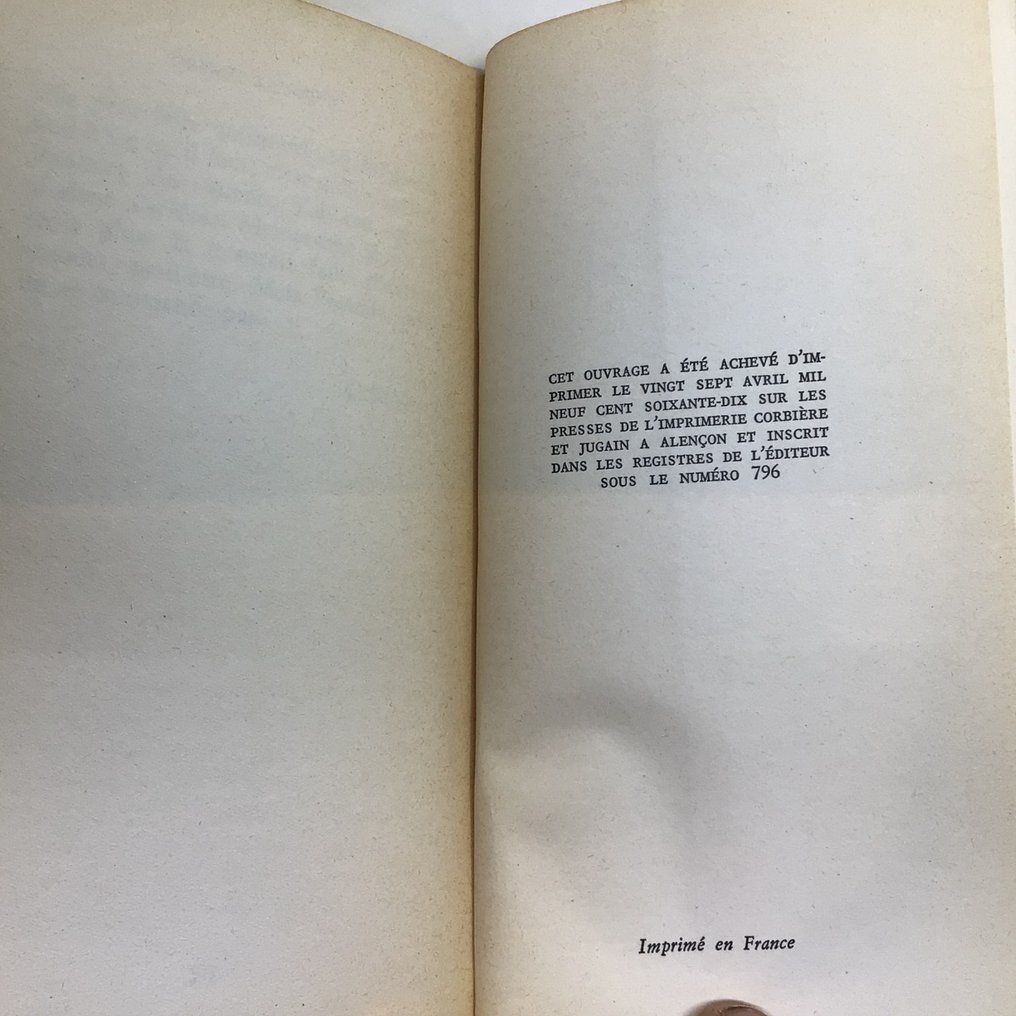 CET OUVRAGE A ÉTÉ ACHEVÉ D'IM-
PRIMER LE VINGT SEPT AVRIL MIL
NEUF CENT SOIXANTE-DIX SUR LES
PRESSES DE L'IMPRIMERIE CORBIÈRE
ET JUGAIN A ALENÇON ET INSCRIT
DANS LES REGISTRES DE L'ÉDITEUR
SOUS LE NUMÉRO 796
Imprimé en France